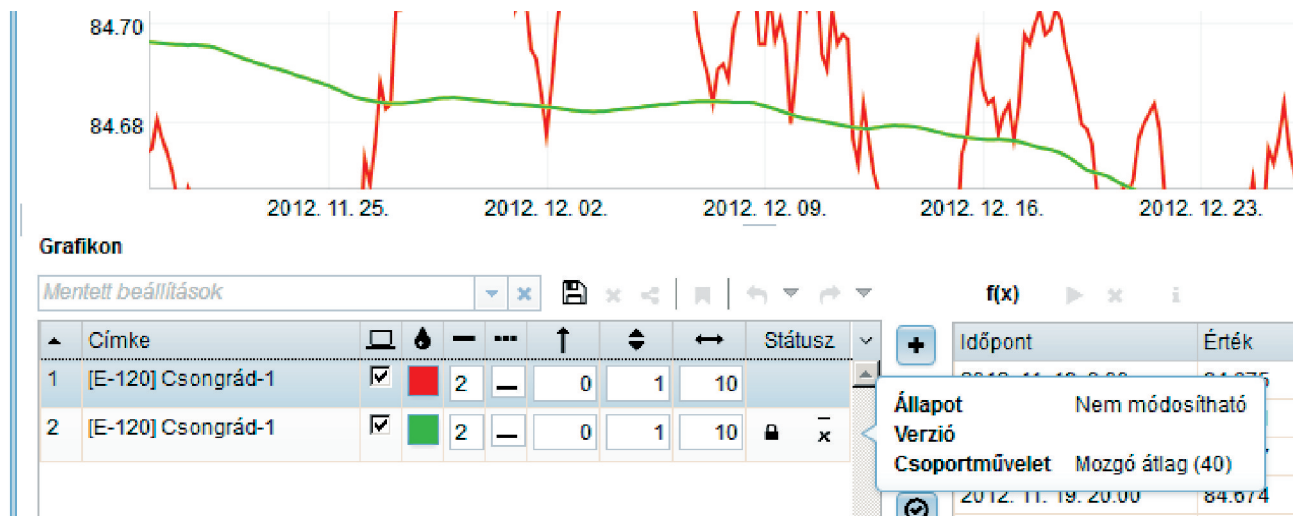 84.70
84.68
2012. 11. 25. 2012. 12. 02. 2012. 12. 09. 2012. 12. 16. 2012. 12. 23.
Grafikon
Mentett beállítások
f(x)
Címke Státusz
1 [E-120] Csongrád-1 2 0 1 10
2 [E-120] Csongrád-1 2 0 1 10 x
Időpont Érték
Állapot Nem módosítható
Verzió
Csoportművelet Mozgó átlag (40)
2012. 11. 19. 20.00 84.674